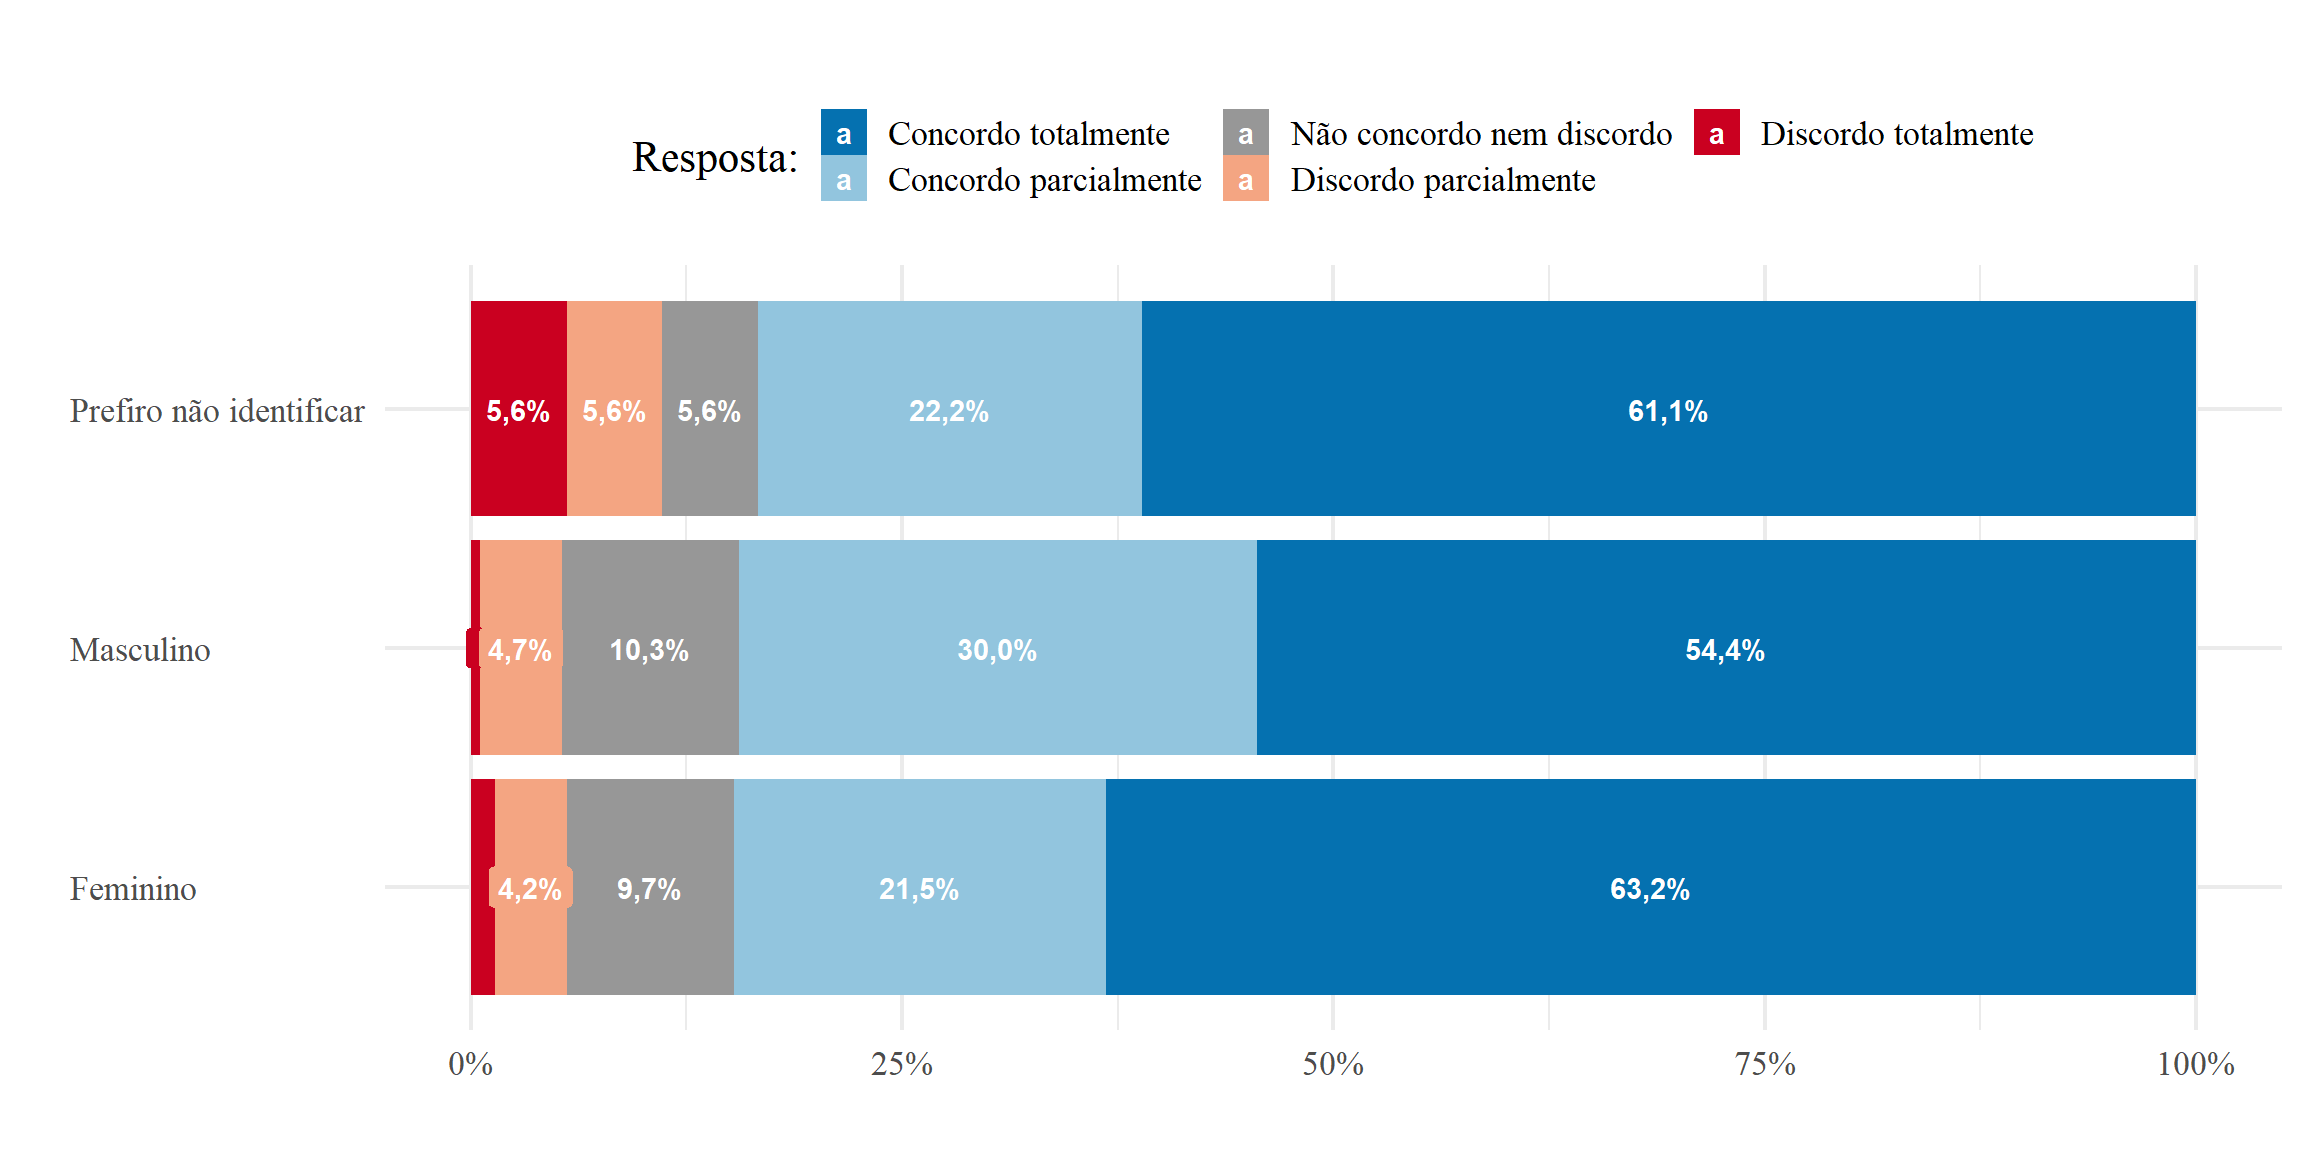 Resposta:
a Concordo totalmente
a Concordo parcialmente
a Não concordo nem discordo
a Discordo parcialmente
a Discordo totalmente
Prefiro não identificar
5,6% 5,6% 5,6% 22,2% 61,1%
Masculino
4,7% 10,3% 30,0% 54,4%
Feminino
4,2% 9,7% 21,5% 63,2%
0% 25% 50% 75% 100%